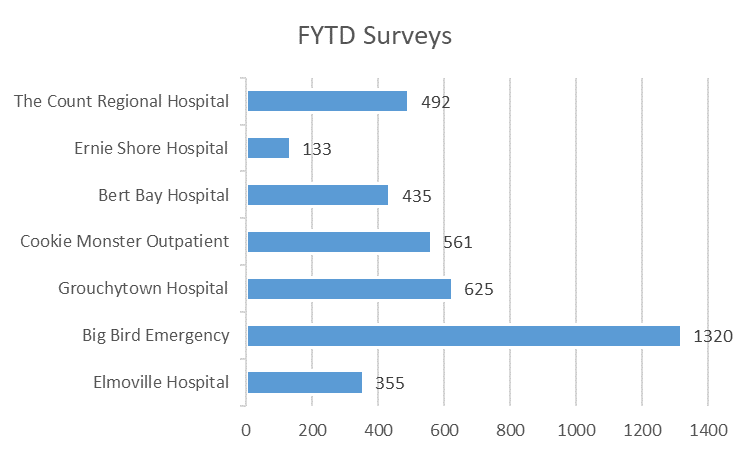 FYTD Surveys
The Count Regional Hospital 492
Ernie Shore Hospital 133
Bert Bay Hospital 435
Cookie Monster Outpatient 561
Grouchytown Hospital 625
Big Bird Emergency 1320
Elmoville Hospital 355
0 200 400 600 800 1000 1200 1400